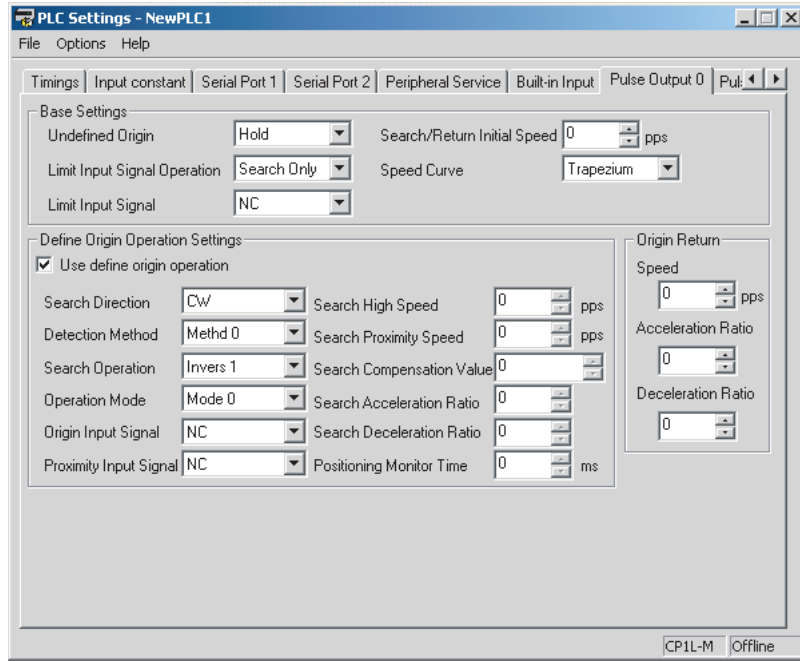 PLC Settings - NewPLC1
File Options Help
Timings Input constant Serial Port 1 Serial Port 2 Peripheral Service Built-in Input Pulse Output 0
Base Settings
Undefined Origin Hold Search/Return Initial Speed 0 pps
Limit Input Signal Operation Search Only Speed Curve Trapezium
Limit Input Signal NC
Define Origin Operation Settings Origin Return
Use define origin operation Speed
Search Direction CW Search High Speed 0 pps 0 pps
Detection Method Methd 0 Search Proximity Speed 0 pps Acceleration Ratio
Search Operation Invers 1 Search Compensation Value 0 0
Operation Mode Mode 0 Search Acceleration Ratio 0 Deceleration Ratio
Origin Input Signal NC Search Deceleration Ratio 0 0
Proximity Input Signal NC Positioning Monitor Time 0 ms
CP1L-M Offline